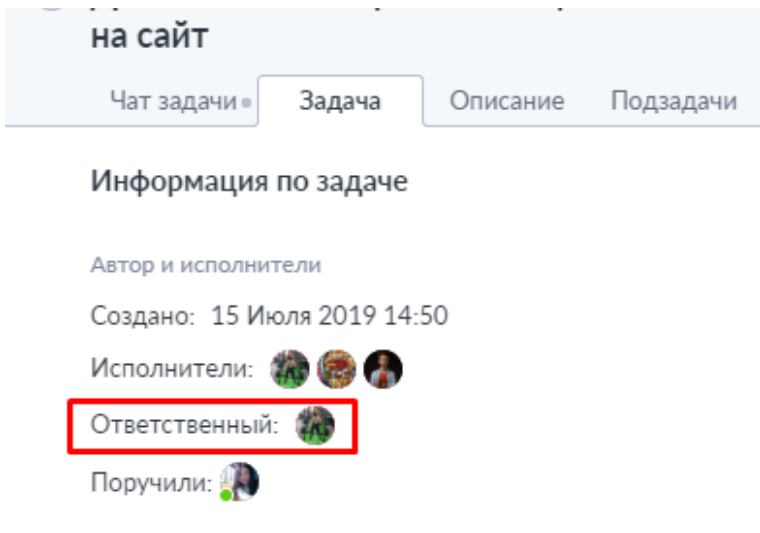 на сайт
Чат задачи Задача Описание Подзадачи
Информация по задаче
Автор и исполнители
Создано: 15 Июля 2019 14:50
Исполнители:
Ответственный:
Поручили: